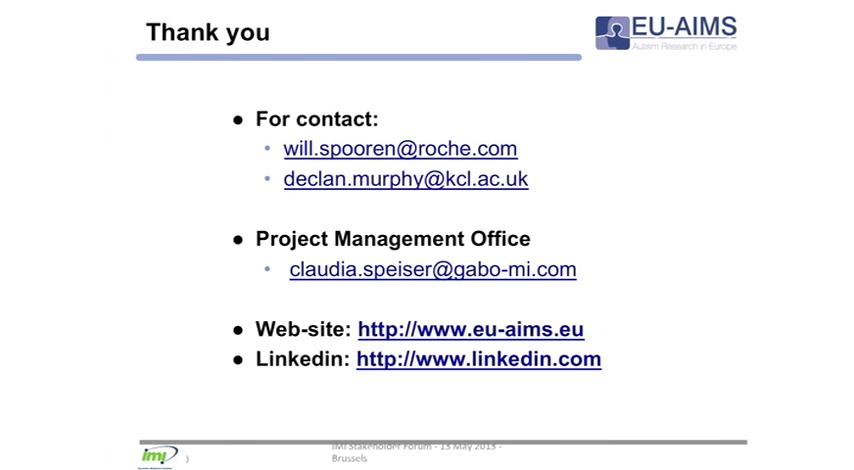 Thank you
EU-AIMS
Autism Research in Europe
● For contact:
• will.spooren@roche.com
• declan.murphy@kcl.ac.uk
● Project Management Office
• claudia.speiser@gabo-mi.com
● Web-site: http://www.eu-aims.eu
● Linkedin: http://www.linkedin.com
IMI Stakeholder Forum - 13 May 2013 -
Brussels
imi
)